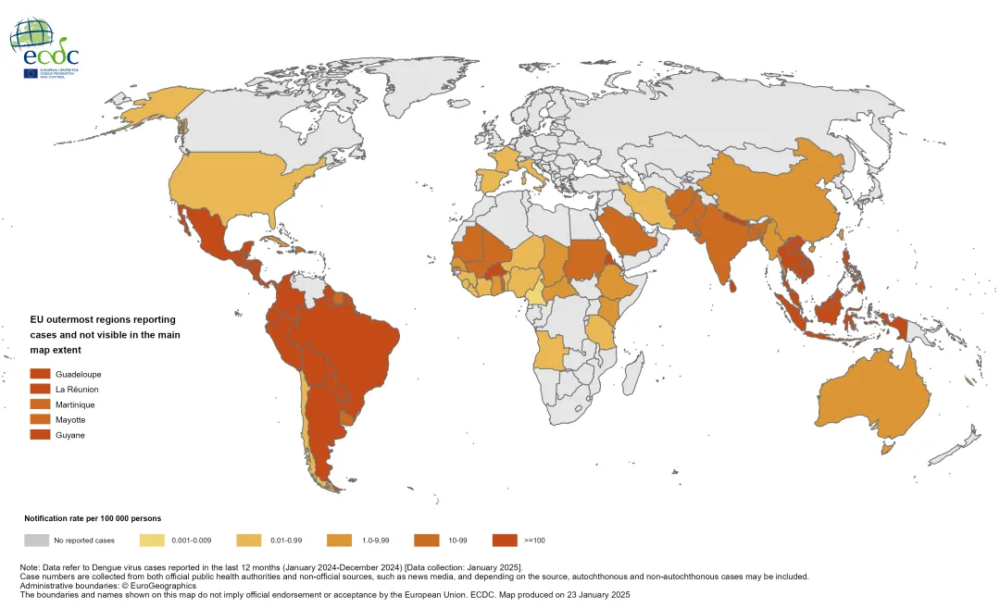 ecdc
EUROPEAN CENTRE FOR
DISEASE PREVENTION
AND CONTROL
EU outermost regions reporting
cases and not visible in the main
map extent
Guadeloupe
La Réunion
Martinique
Mayotte
Guyane
Notification rate per 100 000 persons
No reported cases
0.001-0.009
0.01-0.99
1.0-9.99
10-99
>=100
Note: Data refer to Dengue virus cases reported in the last 12 months (January 2024-December 2024) [Data collection: January 2025].
Case numbers are collected from both official public health authorities and non-official sources, such as news media, and depending on the source, autochthonous and non-autochthonous cases may be included.
Administrative boundaries: © EuroGeographics
The boundaries and names shown on this map do not imply official endorsement or acceptance by the European Union. ECDC. Map produced on 23 January 2025